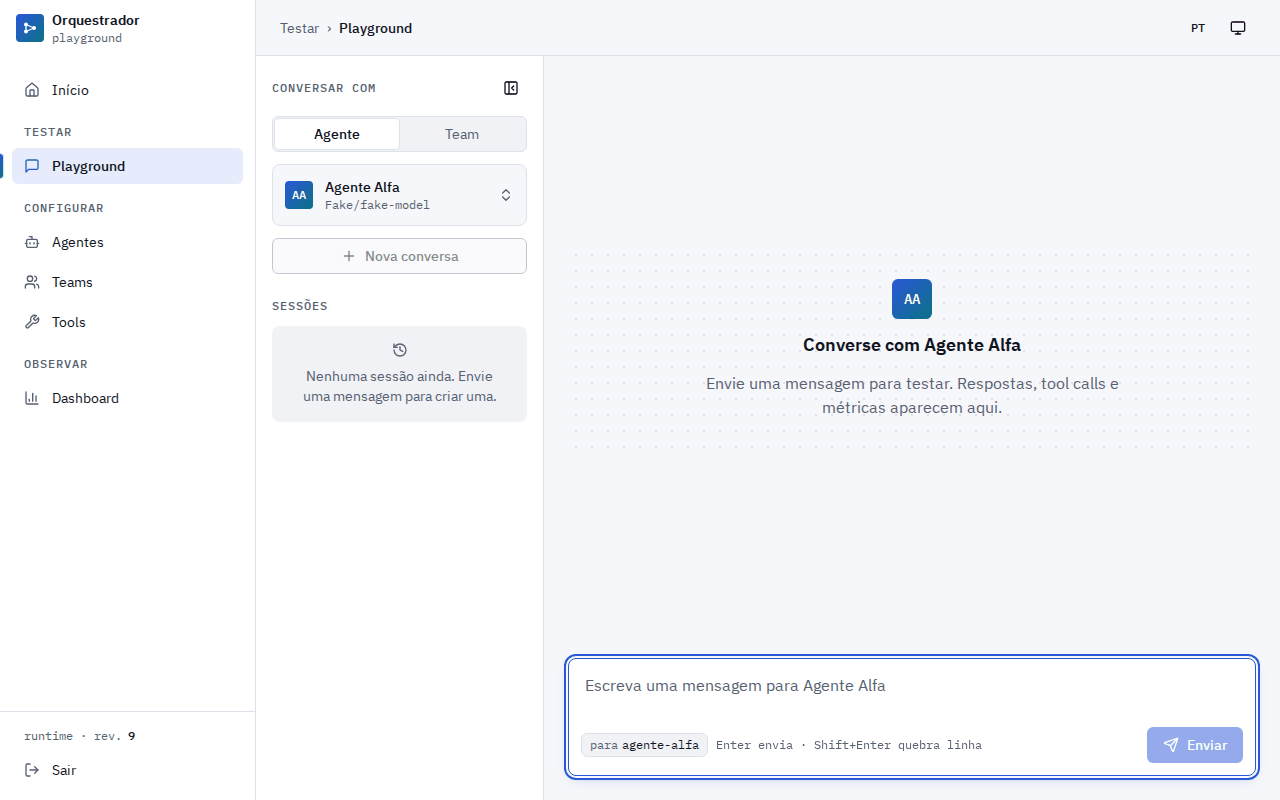 Orquestrador
playground
Início
TESTAR
Playground
CONFIGURAR
Agentes
Teams
Tools
OBSERVAR
Dashboard
runtime · rev. 9
Sair
Testar › Playground
PT
CONVERSAR COM
Agente
Team
AA
Agente Alfa
Fake/fake-model
Nova conversa
SESSÕES
Nenhuma sessão ainda. Envie
uma mensagem para criar uma.
AA
Converse com Agente Alfa
Envie uma mensagem para testar. Respostas, tool calls e
métricas aparecem aqui.
Escreva uma mensagem para Agente Alfa
para agente-alfa
Enter envia · Shift+Enter quebra linha
Enviar